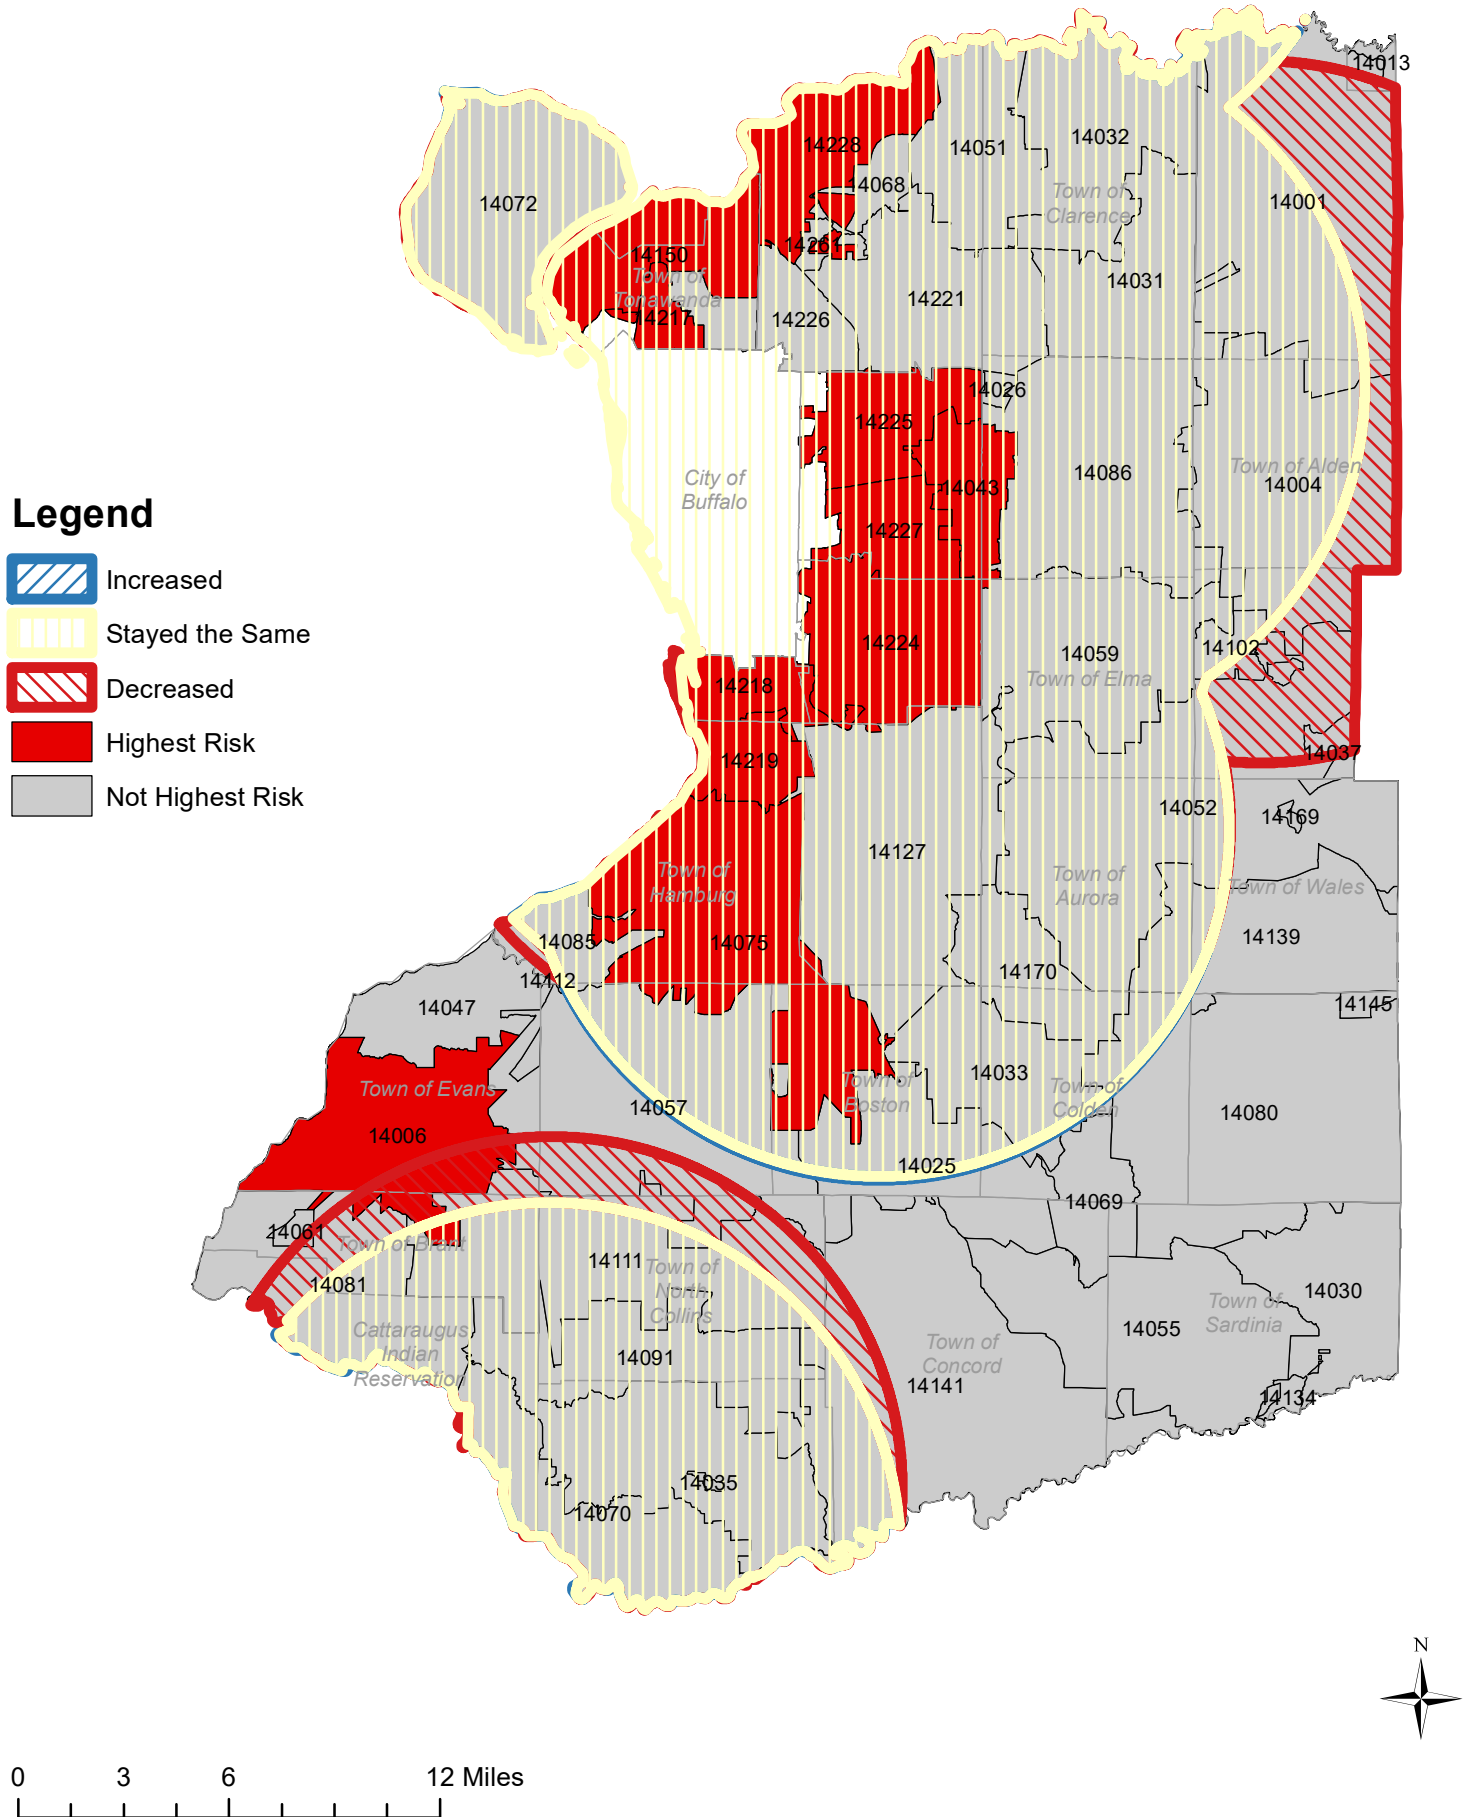 14013
14228
14051
14032
14068
Town of
Clarence
14001
14072
14261
14150
Town of
Tonawanda
14031
14221
14217
14226
14026
14225
City of
Buffalo
14086
Town of Alden
14004
14043
14227
Legend
Increased
Stayed the Same
Decreased
Highest Risk
Not Highest Risk
14224
14059
14102
Town of Elma
14218
14219
14037
14052
14169
14127
Town of
Hamburg
Town of
Aurora
Town of Wales
14085
14075
14139
14170
14112
14047
14145
Town of Evans
14033
Town of
Boston
Town of
Colden
14057
14080
14006
14025
14069
14061
Town of Brant
14111
Town of
North
Collins
14081
14030
Town of
Sardinia
Cattaraugus
Indian
Reservation
14055
Town of
Concord
14091
14141
14134
14035
14070
N
0 3 6 12 Miles